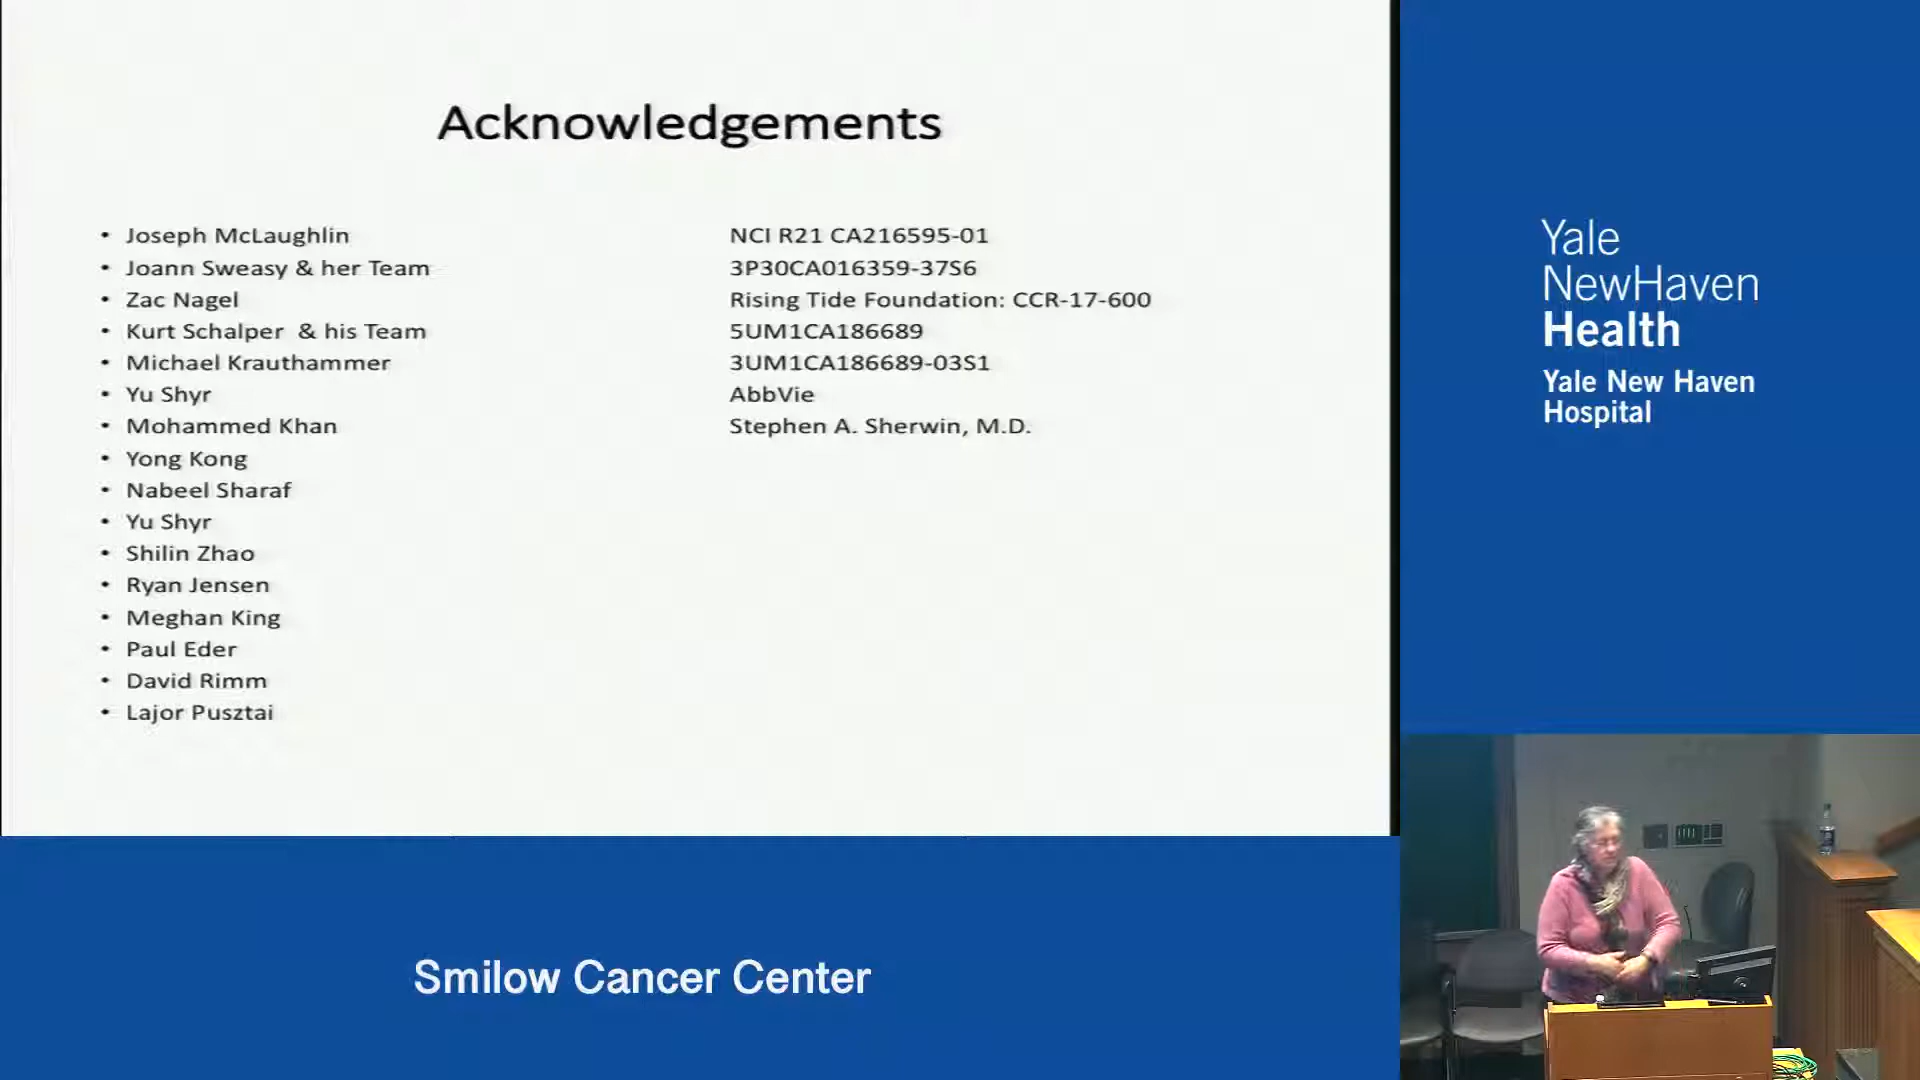 Acknowledgements
• Joseph McLaughlin
• Joann Sweasy & her Team
• Zac Nagel
• Kurt Schalper & his Team
• Michael Krauthammer
• Yu Shyr
• Mohammed Khan
• Yong Kong
• Nabeel Sharaf
• Yu Shyr
• Shilin Zhao
• Ryan Jensen
• Meghan King
• Paul Eder
• David Rimm
• Lajor Pusztai
NCI R21 CA216595-01
3P30CA016359-37S6
Rising Tide Foundation: CCR-17-600
5UM1CA186689
3UM1CA186689-03S1
AbbVie
Stephen A. Sherwin, M.D.
Yale
NewHaven
Health
Yale New Haven
Hospital
Smilow Cancer Center